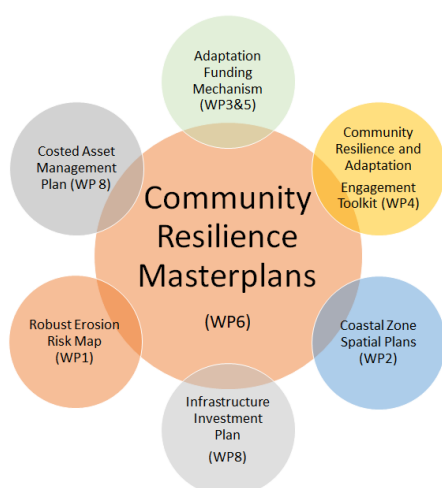 Adaptation
Funding
Mechanism
(WP3&5)
Costed Asset
Management
Plan (WP 8)
Community
Resilience and
Adaptation
Engagement
Toolkit (WP4)
Community
Resilience
Masterplans
(WP6)
Robust Erosion
Risk Map
(WP1)
Coastal Zone
Spatial Plans
(WP2)
Infrastructure
Investment
Plan
(WP8)